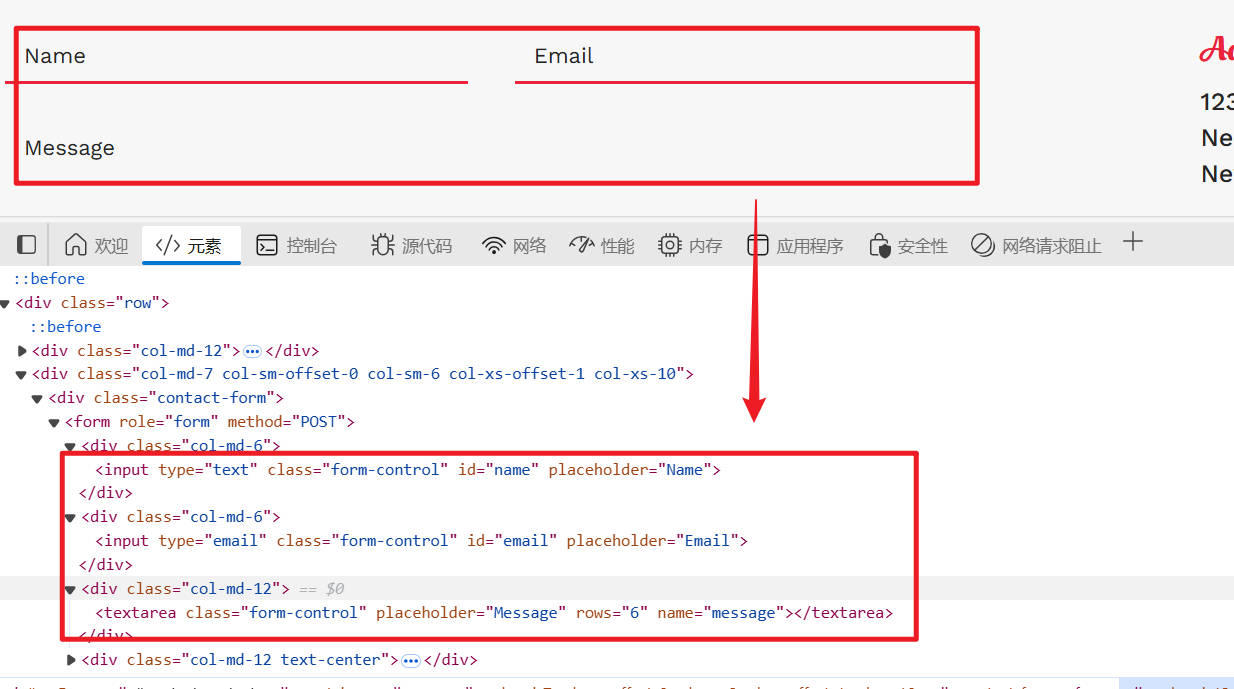 Name Email
Message
123
Ne
Ne
欢迎 </> 元素 控制台 源代码 网络 性能 内存 应用程序 安全性 网络请求阻止
::before
<div class="row">
::before
<div class="col-md-12"> ••• </div>
<div class="col-md-7 col-sm-offset-0 col-sm-6 col-xs-offset-1 col-xs-10">
<div class="contact-form">
<form role="form" method="POST">
<div class="col-md-6">
<input type="text" class="form-control" id="name" placeholder="Name">
</div>
<div class="col-md-6">
<input type="email" class="form-control" id="email" placeholder="Email">
</div>
<div class="col-md-12"> == $0
<textarea class="form-control" placeholder="Message" rows="6" name="message"></textarea>
</div>
<div class="col-md-12 text-center"> ••• </div>